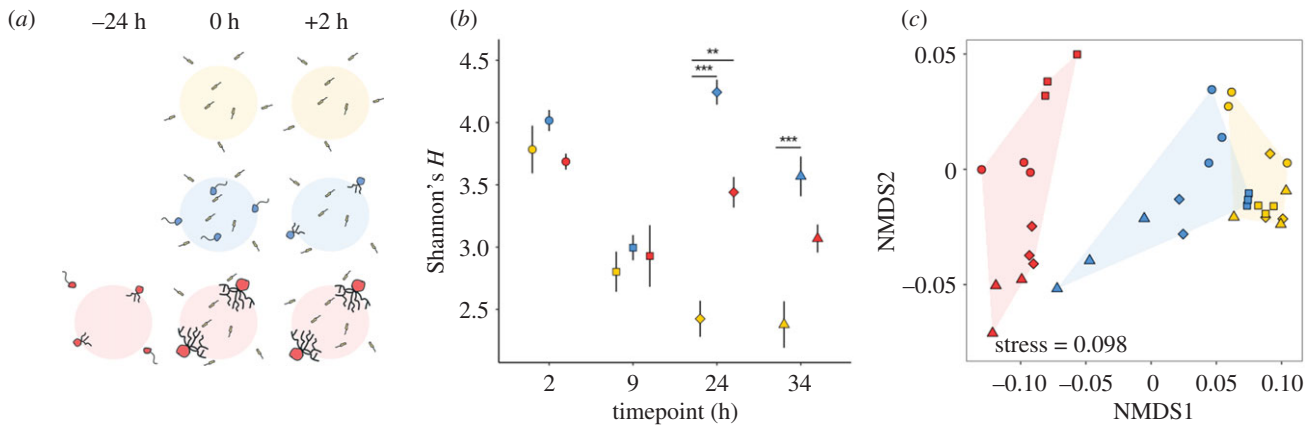 (a)
−24 h
0 h
+2 h
(b)
Shannon's H
4.5
4.0
3.5
3.0
2.5
**
***
***
2
9
24
34
timepoint (h)
(c)
NMDS2
0.05
0
−0.05
stress = 0.098
−0.10
−0.05
0
0.05
0.10
NMDS1